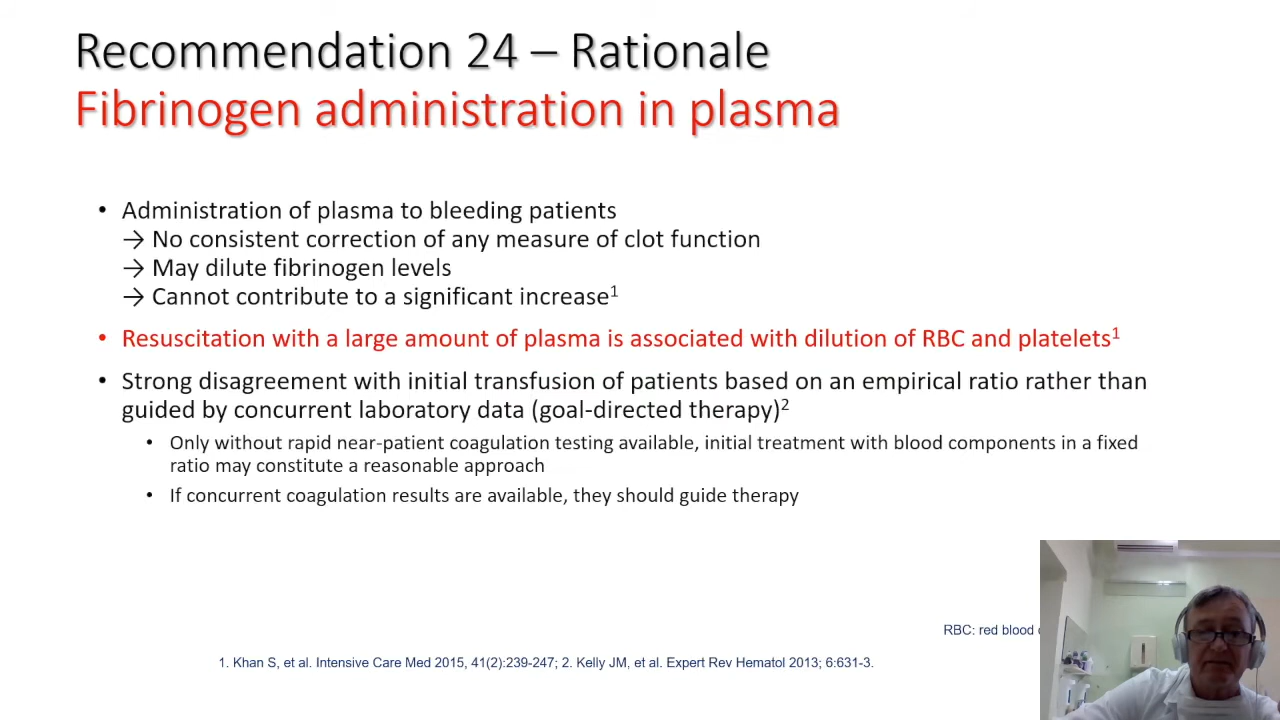 Recommendation 24 – Rationale
Fibrinogen administration in plasma
• Administration of plasma to bleeding patients
→ No consistent correction of any measure of clot function
→ May dilute fibrinogen levels
→ Cannot contribute to a significant increase¹
• Resuscitation with a large amount of plasma is associated with dilution of RBC and platelets¹
• Strong disagreement with initial transfusion of patients based on an empirical ratio rather than
guided by concurrent laboratory data (goal-directed therapy)²
• Only without rapid near-patient coagulation testing available, initial treatment with blood components in a fixed
ratio may constitute a reasonable approach
• If concurrent coagulation results are available, they should guide therapy
RBC: red blood
1. Khan S, et al. Intensive Care Med 2015, 41(2):239-247; 2. Kelly JM, et al. Expert Rev Hematol 2013; 6:631-3.